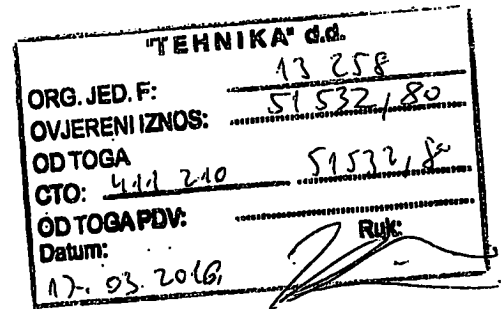 "TEHNIKA" d.d.
ORG. JED. F: 13 258
OVJERENI IZNOS: 51 532,80
OD TOGA
CTO: 411 210 51532,80
OD TOGA PDV:
Datum: Ruk:
17. 03. 2016,